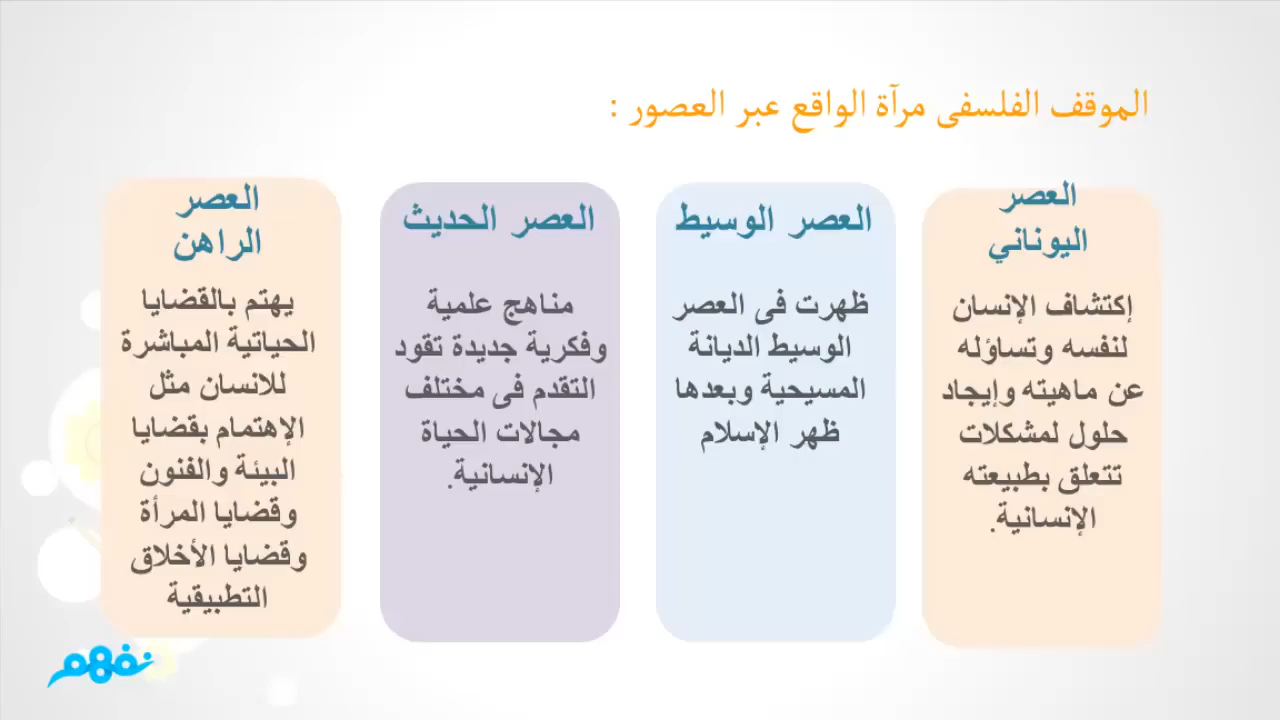 الموقف الفلسفى مرآة الواقع عبر العصور :
العصر
اليوناني
إكتشاف الإنسان
لنفسه وتساؤله
عن ماهيته وإيجاد
حلول لمشكلات
تتعلق بطبيعته
الإنسانية.
العصر الوسيط
ظهرت فى العصر
الوسيط الديانة
المسيحية وبعدها
ظهر الإسلام
العصر الحديث
مناهج علمية
وفكرية جديدة تقود
التقدم فى مختلف
مجالات الحياة
الإنسانية.
العصر
الراهن
يهتم بالقضايا
الحياتية المباشرة
للانسان مثل
الإهتمام بقضايا
البيئة والفنون
وقضايا المرأة
وقضايا الأخلاق
التطبيقية
نفهم